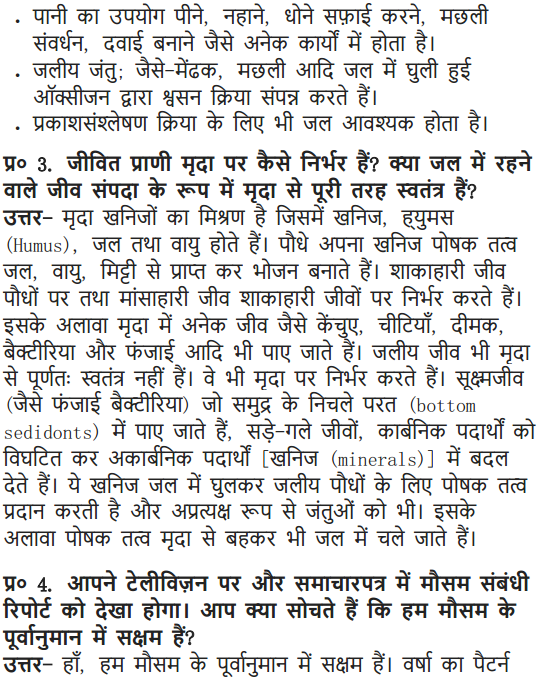 • पानी का उपयोग पीने, नहाने, धोने सफ़ाई करने, मछली
संवर्धन, दवाई बनाने जैसे अनेक कार्यों में होता है।
• जलीय जंतु; जैसे-मेंढक, मछली आदि जल में घुली हुई
ऑक्सीजन द्वारा श्वसन क्रिया संपन्न करते हैं।
• प्रकाशसंश्लेषण क्रिया के लिए भी जल आवश्यक होता है।
प्र० 3. जीवित प्राणी मृदा पर कैसे निर्भर हैं? क्या जल में रहने
वाले जीव संपदा के रूप में मृदा से पूरी तरह स्वतंत्र हैं?
उत्तर- मृदा खनिजों का मिश्रण है जिसमें खनिज, ह्युमस
(Humus), जल तथा वायु होते हैं। पौधे अपना खनिज पोषक तत्व
जल, वायु, मिट्टी से प्राप्त कर भोजन बनाते हैं। शाकाहारी जीव
पौधों पर तथा मांसाहारी जीव शाकाहारी जीवों पर निर्भर करते हैं।
इसके अलावा मृदा में अनेक जीव जैसे केंचुए, चीटियाँ, दीमक,
बैक्टीरिया और फंजाई आदि भी पाए जाते हैं। जलीय जीव भी मृदा
से पूर्णतः स्वतंत्र नहीं हैं। वे भी मृदा पर निर्भर करते हैं। सूक्ष्मजीव
(जैसे फंजाई बैक्टीरिया) जो समुद्र के निचले परत (bottom
sedidonts) में पाए जाते हैं, सड़े-गले जीवों, कार्बनिक पदार्थों को
विघटित कर अकार्बनिक पदार्थों [खनिज (minerals)] में बदल
देते हैं। ये खनिज जल में घुलकर जलीय पौधों के लिए पोषक तत्व
प्रदान करती है और अप्रत्यक्ष रूप से जंतुओं को भी। इसके
अलावा पोषक तत्व मृदा से बहकर भी जल में चले जाते हैं।
प्र० 4. आपने टेलीविज़न पर और समाचारपत्र में मौसम संबंधी
रिपोर्ट को देखा होगा। आप क्या सोचते हैं कि हम मौसम के
पूर्वानुमान में सक्षम हैं?
उत्तर- हाँ, हम मौसम के पूर्वानुमान में सक्षम हैं। वर्षा का पैटर्न